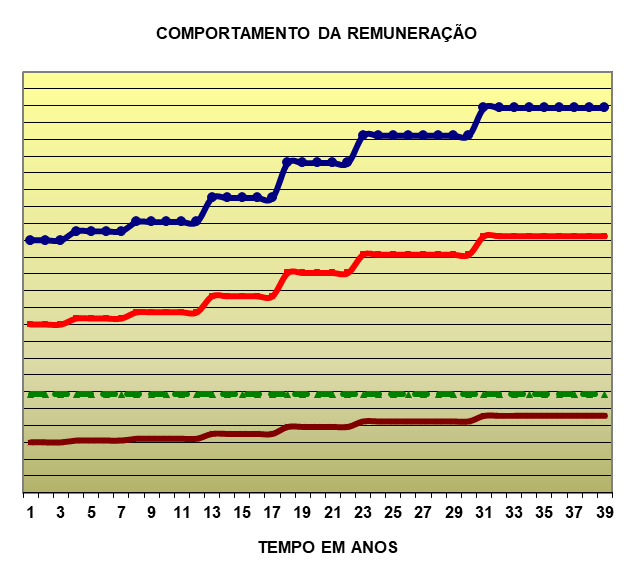 COMPORTAMENTO DA REMUNERAÇÃO
1 3 5 7 9 11 13 15 17 19 21 23 25 27 29 31 33 35 37 39
TEMPO EM ANOS